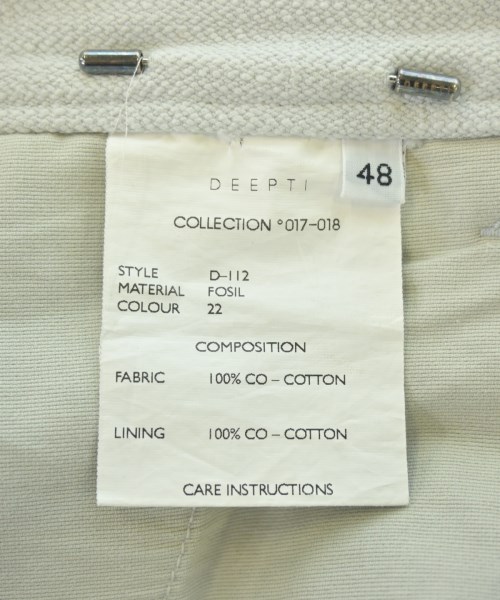 48
DEEPTI
COLLECTION °017-018
STYLE D-112
MATERIAL FOSIL
COLOUR 22
COMPOSITION
FABRIC 100% CO - COTTON
LINING 100% CO - COTTON
CARE INSTRUCTIONS